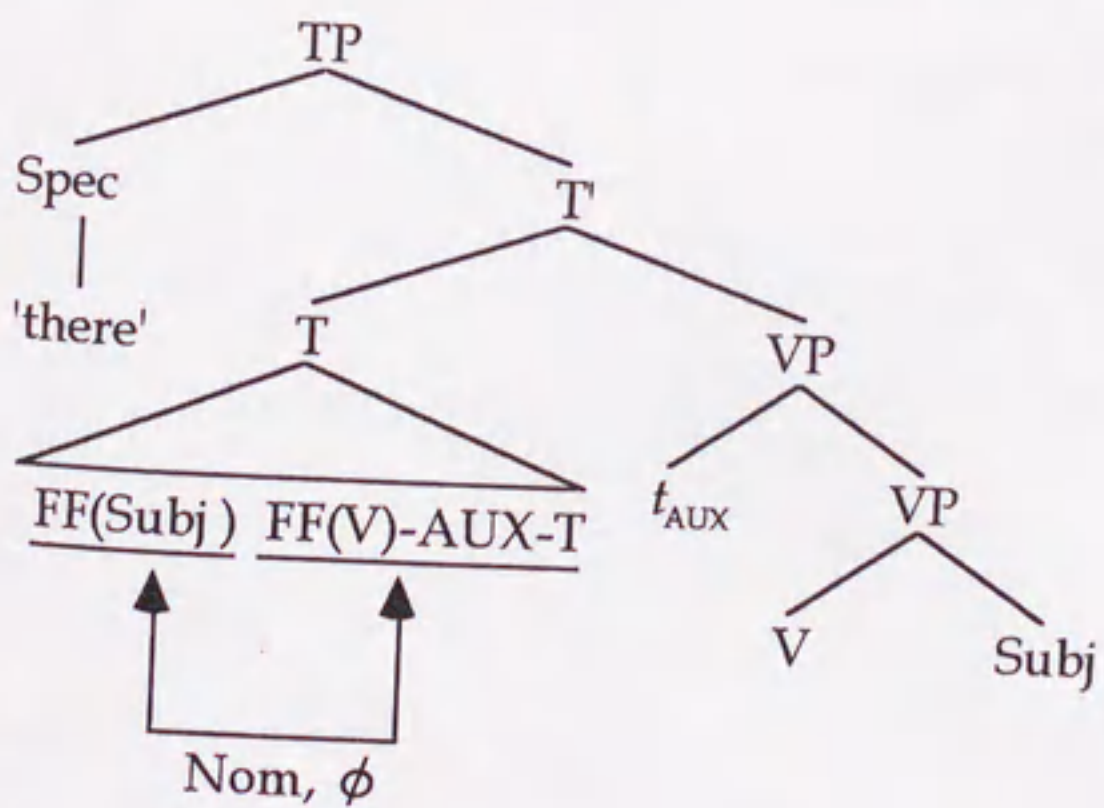 TP
Spec
T'
'there'
T
VP
FF(Subj) FF(V)-AUX-T
tAUX
VP
V
Subj
Nom, ϕ